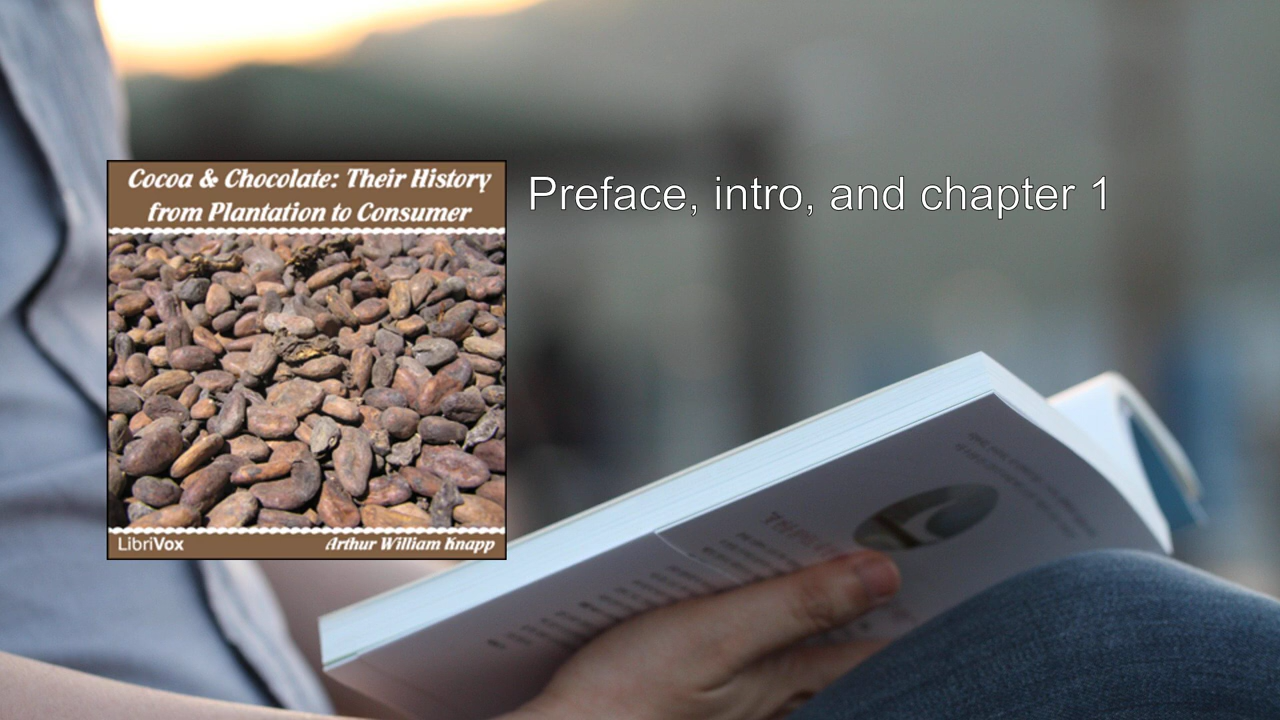 Cocoa & Chocolate: Their History
from Plantation to Consumer
Preface, intro, and chapter 1
LibriVox
Arthur William Knapp